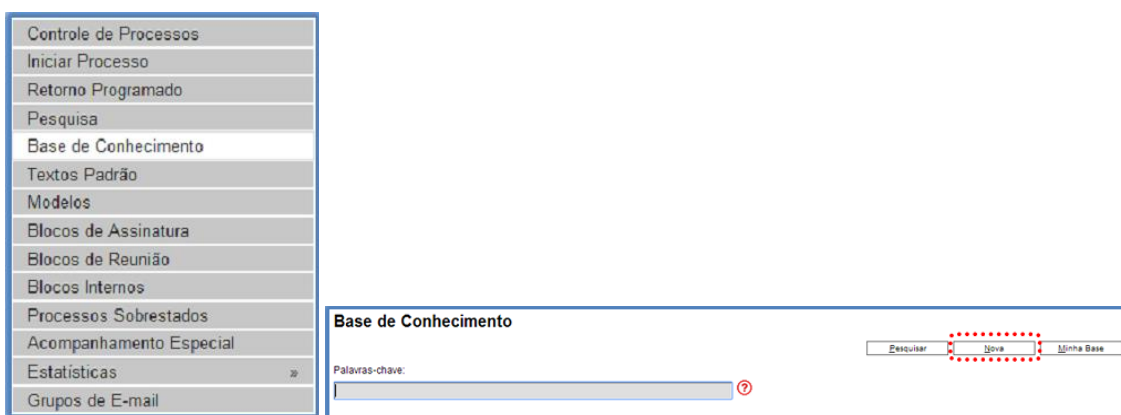 Controle de Processos
Iniciar Processo
Retorno Programado
Pesquisa
Base de Conhecimento
Textos Padrão
Modelos
Blocos de Assinatura
Blocos de Reunião
Blocos Internos
Processos Sobrestados
Acompanhamento Especial
Estatísticas »
Grupos de E-mail
Base de Conhecimento
Pesquisar Nova Minha Base
Palavras-chave:
?